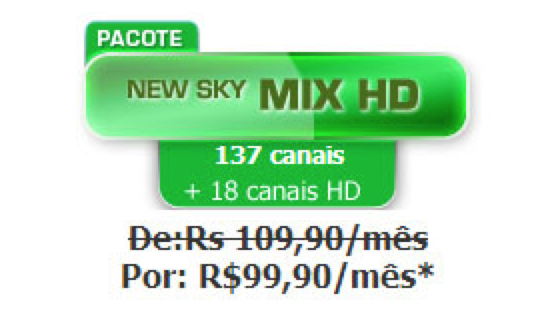 PACOTE
NEW SKY MIX HD
137 canais
+ 18 canais HD
De:Rs 109,90/mês
Por: R$99,90/mês*